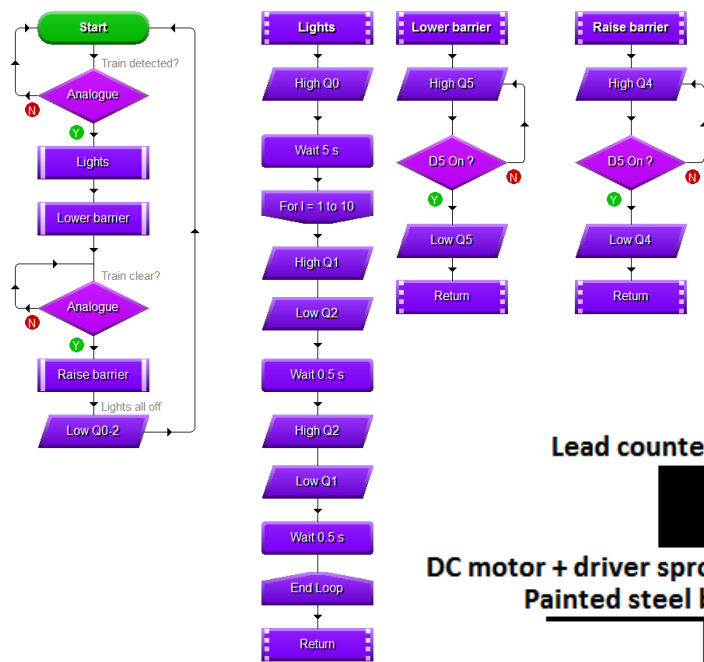 Start
Train detected?
Analogue
N
Y
Lights
Lower barrier
Train clear?
Analogue
N
Y
Raise barrier
Lights all off
Low Q0-2
Lights
High Q0
Wait 5 s
For I = 1 to 10
High Q1
Low Q2
Wait 0.5 s
High Q2
Low Q1
Wait 0.5 s
End Loop
Return
Lower barrier
High Q5
D5 On ?
N
Y
Low Q5
Return
Raise barrier
High Q4
D5 On ?
N
Y
Low Q4
Return
Lead counte
DC motor + driver spro
Painted steel b